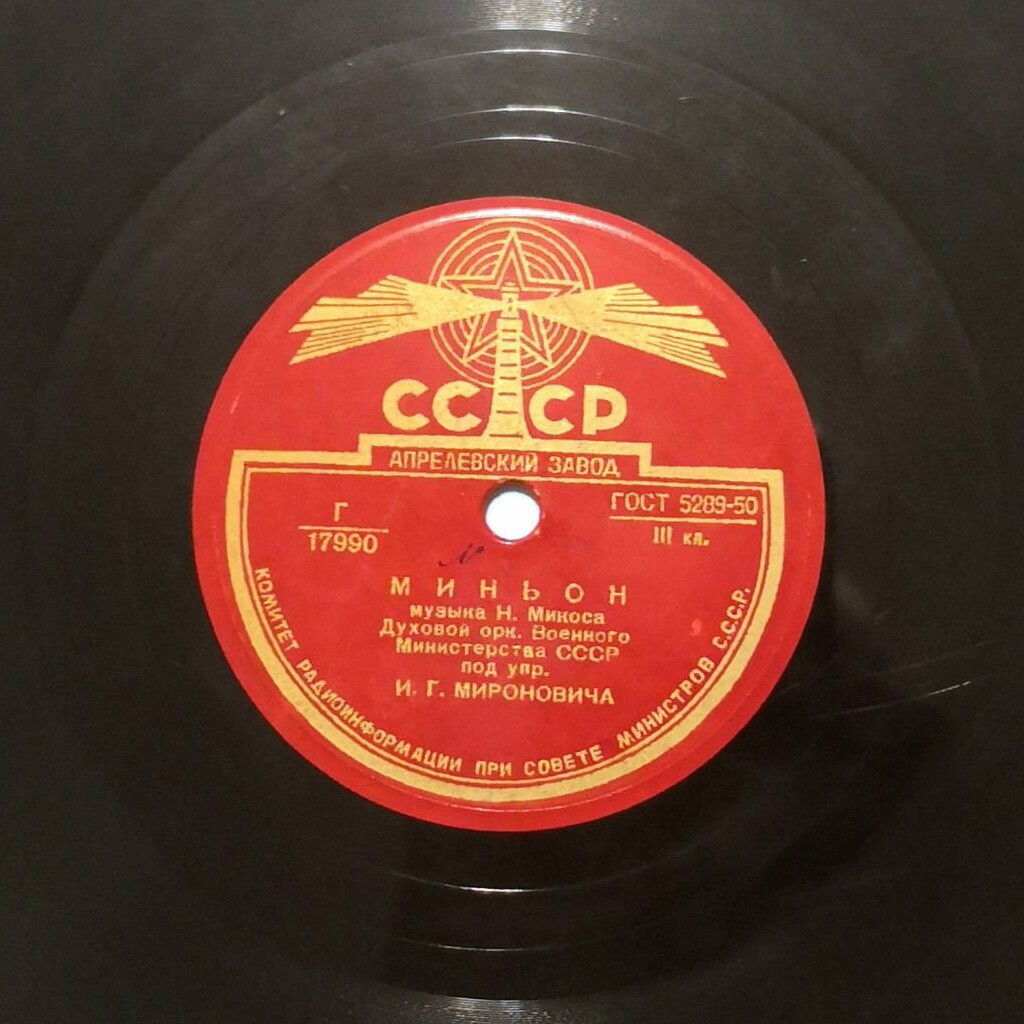 СССР
АПРЕЛЕВСКИЙ ЗАВОД
Г
17990
ГОСТ 5289-50
III кл.
МИНЬОН
музыка Н. Микоса
Духовой орк. Военного
Министерства СССР
под упр.
И. Г. МИРОНОВИЧА
КОМИТЕТ РАДИОИНФОРМАЦИИ ПРИ СОВЕТЕ МИНИСТРОВ С.С.С.Р.